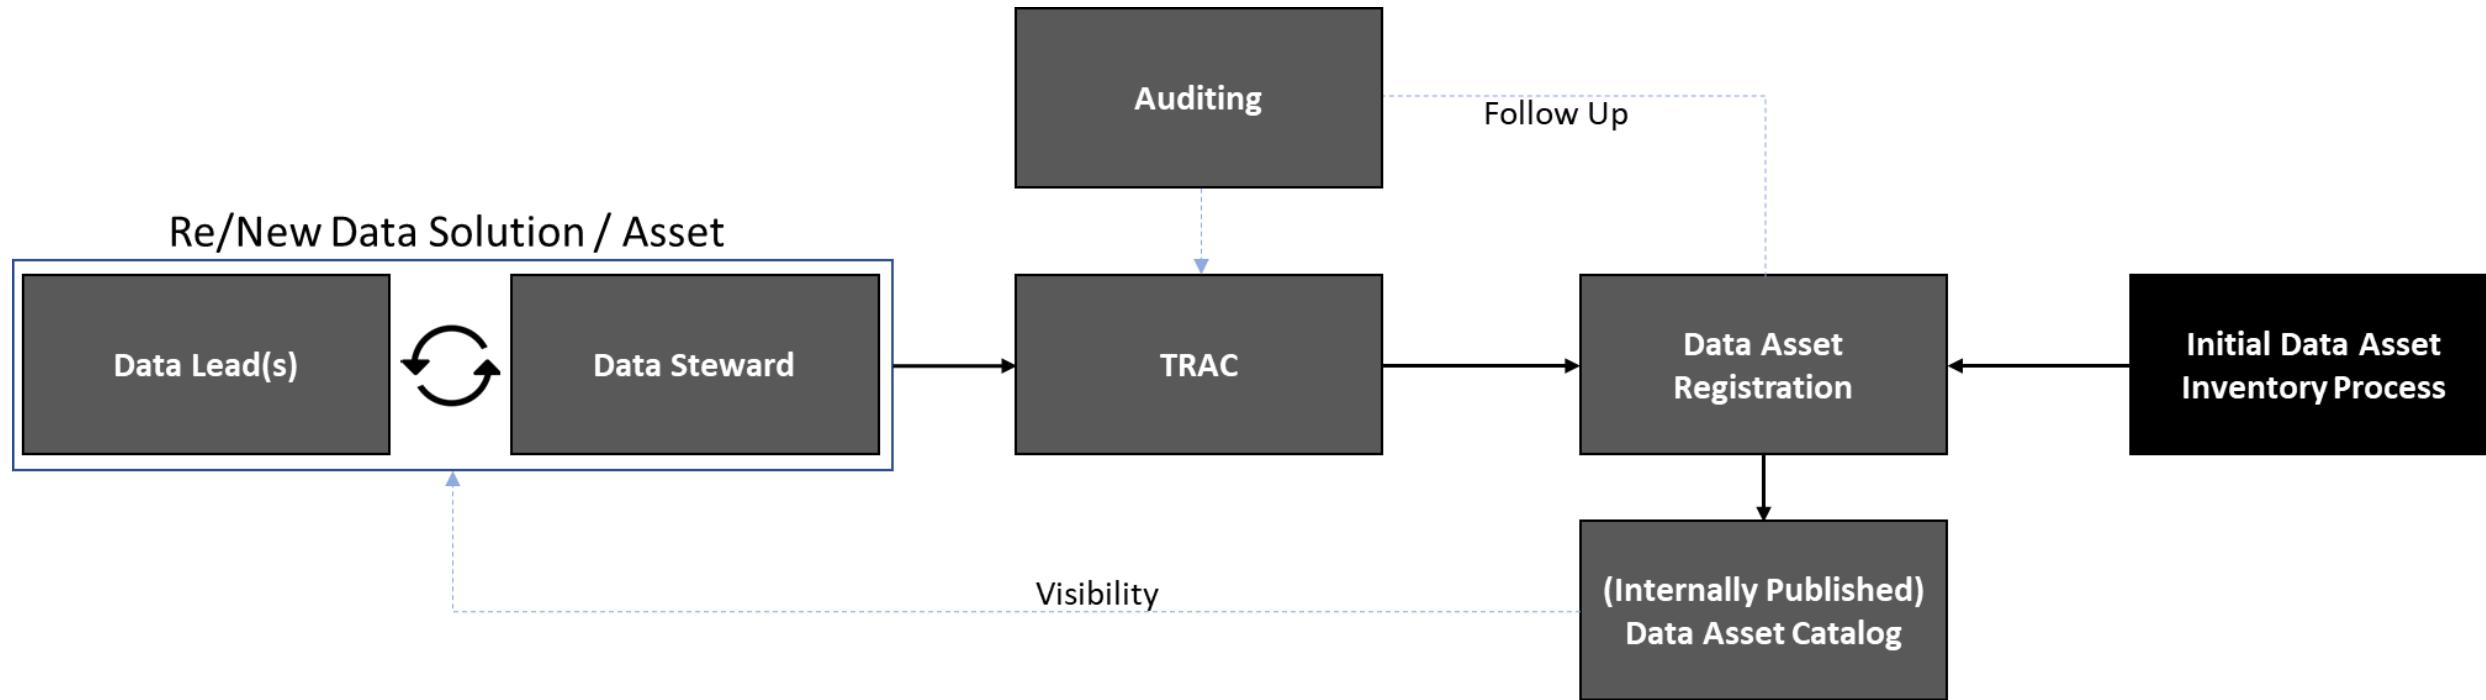 Auditing
Follow Up
Re/New Data Solution / Asset
Data Lead(s)
Data Steward
TRAC
Data Asset
Registration
Initial Data Asset
Inventory Process
Visibility
(Internally Published)
Data Asset Catalog